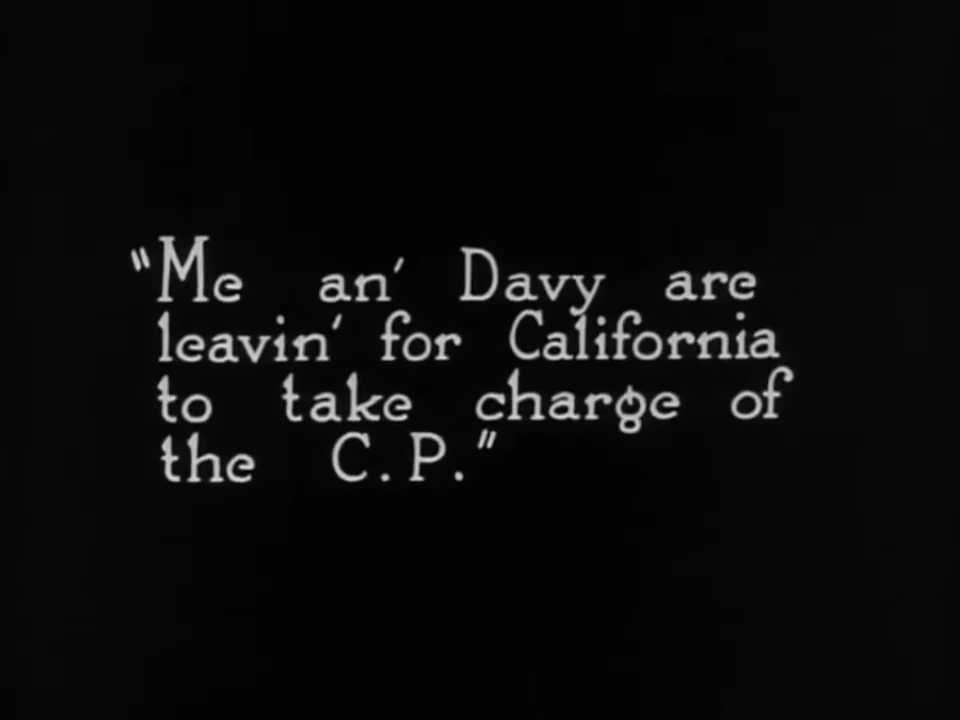 "Me an' Davy are
leavin' for California
to take charge of
the C.P."